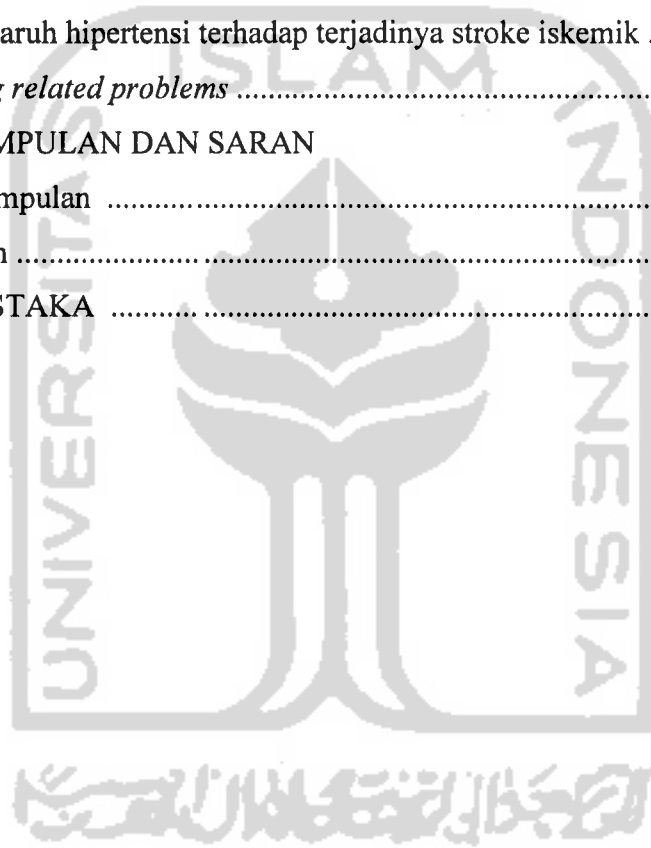 aruh hipertensi terhadap terjadinya stroke iskemik .
g related problems ..........................................................
MPULAN DAN SARAN
mpulan ..........................................................................
n .....................................................................................
STAKA ..........................................................................
UNIVERSITAS
ISLAM
INDONESIA